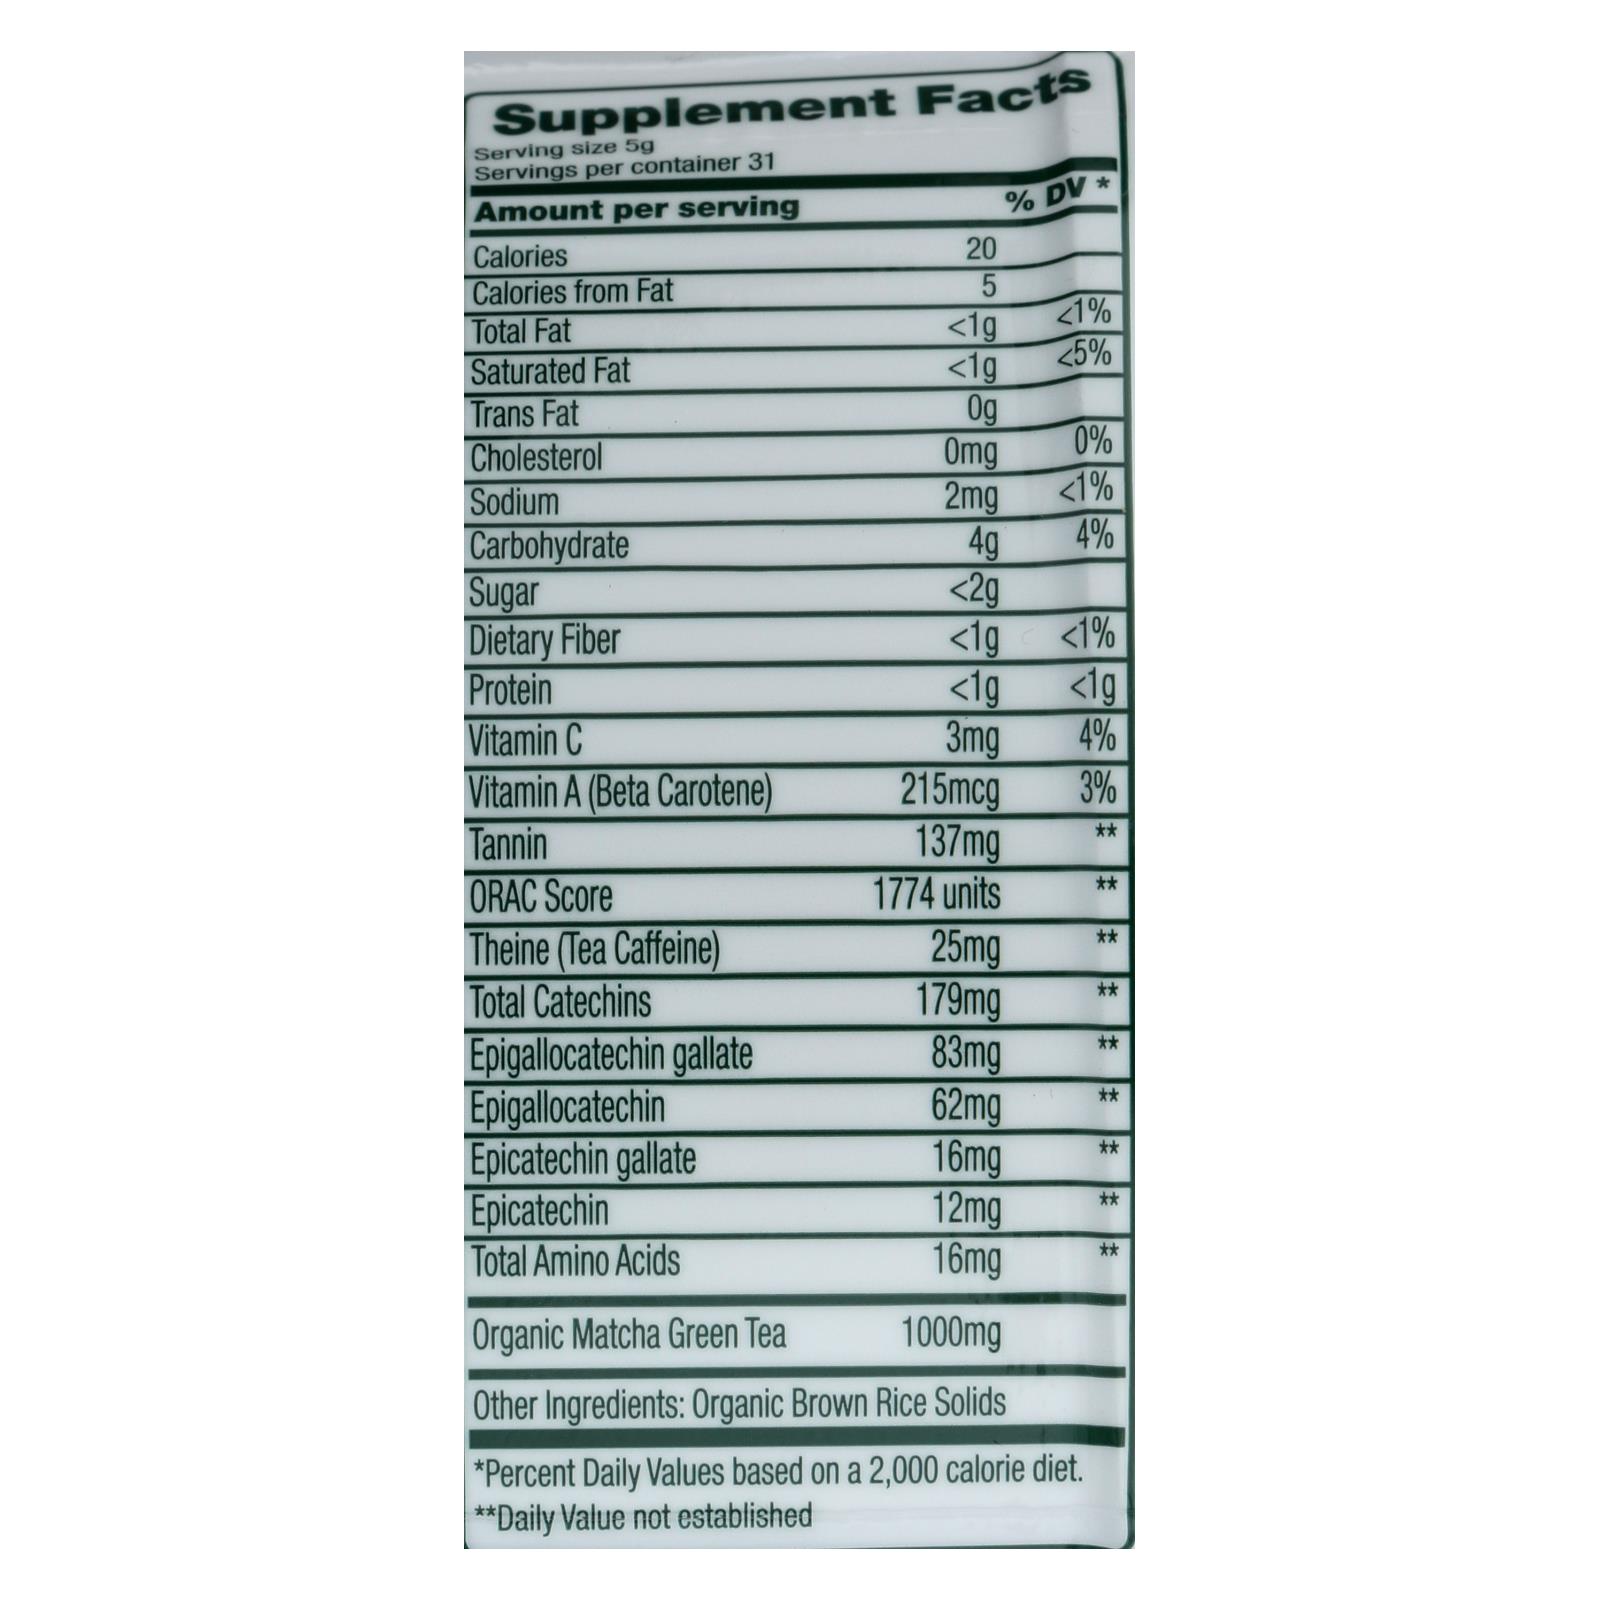 Supplement Facts
Serving size 5g
Servings per container 31
Amount per serving % DV *
Calories 20
Calories from Fat 5
Total Fat <1g <1%
Saturated Fat <1g <5%
Trans Fat 0g
Cholesterol 0mg 0%
Sodium 2mg <1%
Carbohydrate 4g 4%
Sugar <2g
Dietary Fiber <1g <1%
Protein <1g <1g
Vitamin C 3mg 4%
Vitamin A (Beta Carotene) 215mcg 3%
Tannin 137mg **
ORAC Score 1774 units **
Theine (Tea Caffeine) 25mg **
Total Catechins 179mg **
Epigallocatechin gallate 83mg **
Epigallocatechin 62mg **
Epicatechin gallate 16mg **
Epicatechin 12mg **
Total Amino Acids 16mg **
Organic Matcha Green Tea 1000mg
Other Ingredients: Organic Brown Rice Solids
*Percent Daily Values based on a 2,000 calorie diet.
**Daily Value not established